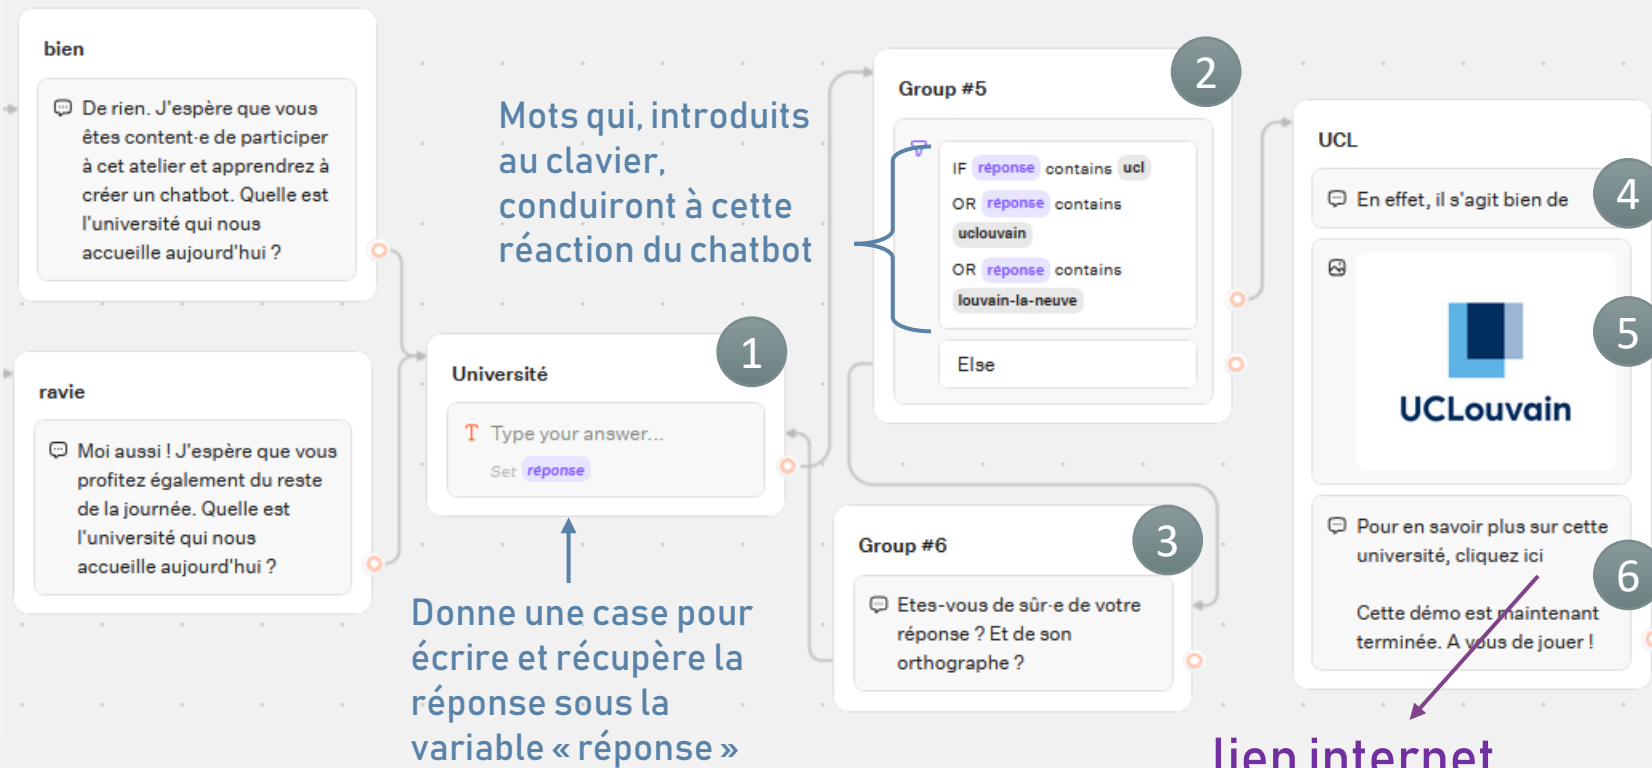 bien
De rien. J'espère que vous
êtes content·e de participer
à cet atelier et apprendrez à
créer un chatbot. Quelle est
l'université qui nous
accueille aujourd'hui ?
ravie
Moi aussi ! J'espère que vous
profitez également du reste
de la journée. Quelle est
l'université qui nous
accueille aujourd'hui ?
Mots qui, introduits
au clavier,
conduiront à cette
réaction du chatbot
1
Université
Type your answer...
Set réponse
Donne une case pour
écrire et récupère la
réponse sous la
variable « réponse »
2
Group #5
IF réponse contains ucl
OR réponse contains
uclouvain
OR réponse contains
louvain-la-neuve
Else
3
Group #6
Etes-vous de sûr·e de votre
réponse ? Et de son
orthographe ?
UCL
En effet, il s'agit bien de
4
5
UCLouvain
Pour en savoir plus sur cette
université, cliquez ici
6
Cette démo est maintenant
terminée. A vous de jouer !
lien internet